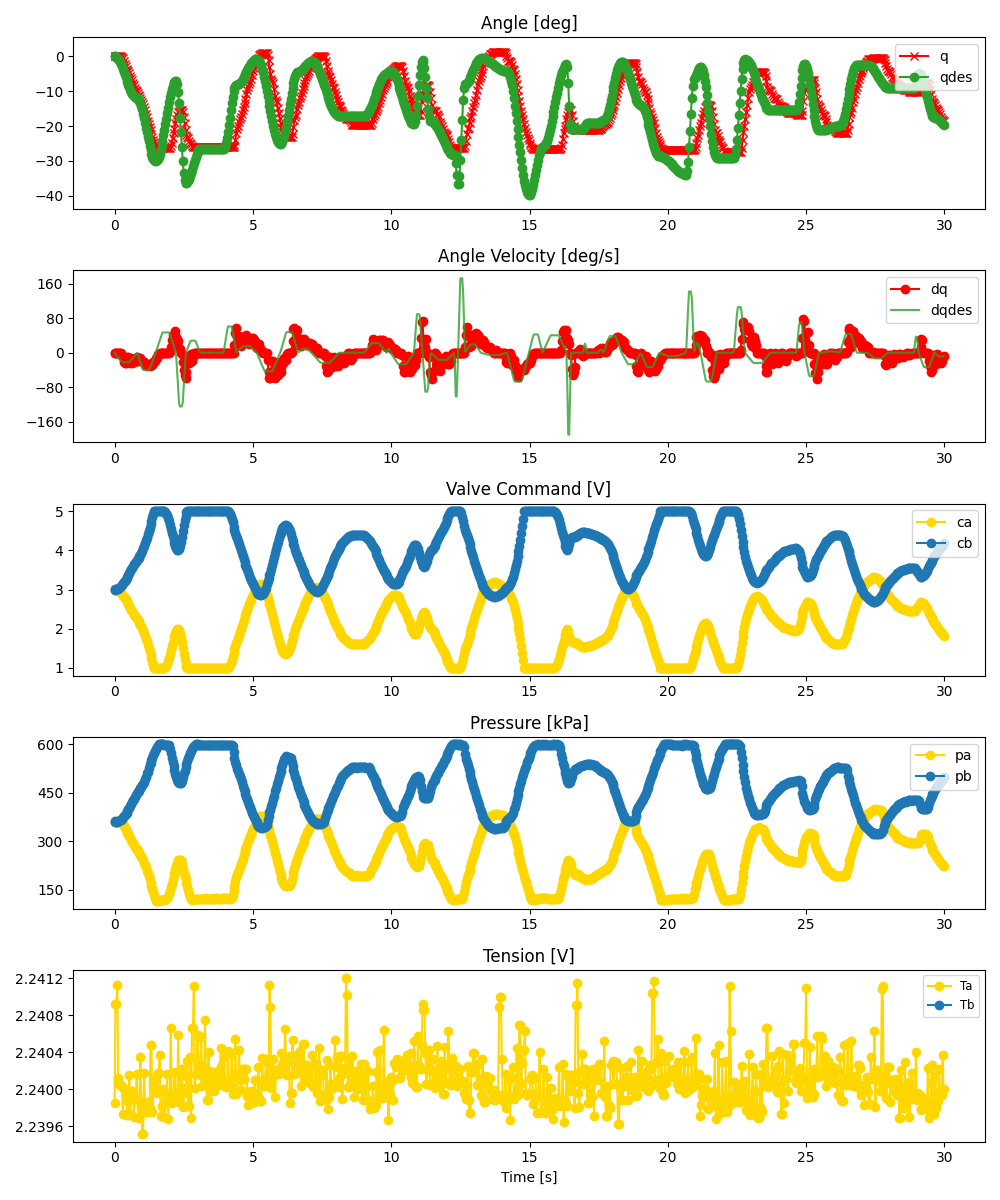 Angle [deg]
0
−10
−20
−30
−40
q
qdes
0 5 10 15 20 25 30
Angle Velocity [deg/s]
160
80
0
−80
−160
dq
dqdes
0 5 10 15 20 25 30
Valve Command [V]
5
4
3
2
1
ca
cb
0 5 10 15 20 25 30
Pressure [kPa]
600
450
300
150
pa
pb
0 5 10 15 20 25 30
Tension [V]
2.2412
2.2408
2.2404
2.2400
2.2396
Ta
Tb
0 5 10 15 20 25 30
Time [s]